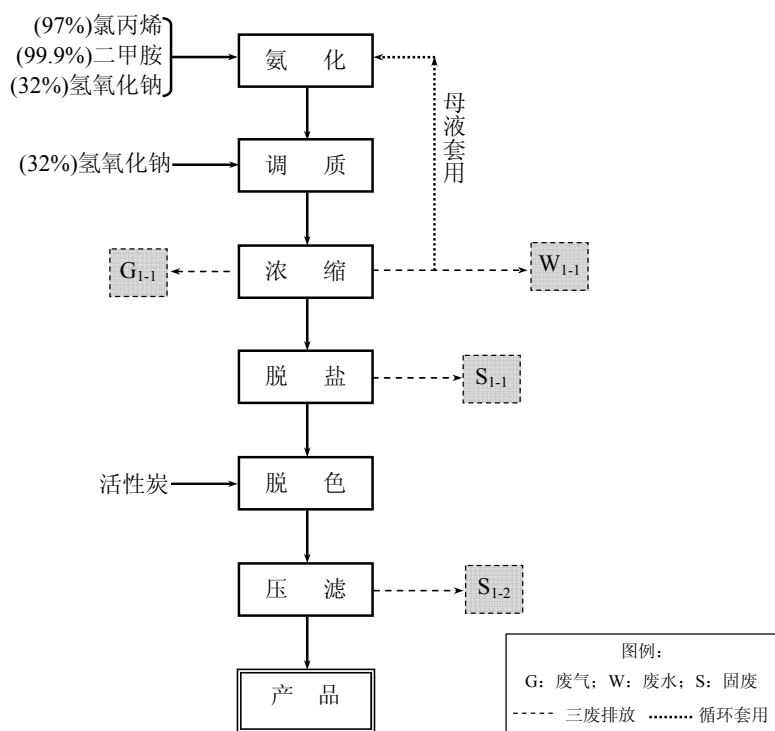 (97%)氯丙烯
(99.9%)二甲胺
(32%)氢氧化钠
氨 化
母液套用
(32%)氢氧化钠
调 质
G1-1
浓 缩
W1-1
脱 盐
S1-1
活性炭
脱 色
压 滤
S1-2
产 品
图例：
G：废气；W：废水；S：固废
三废排放 循环套用